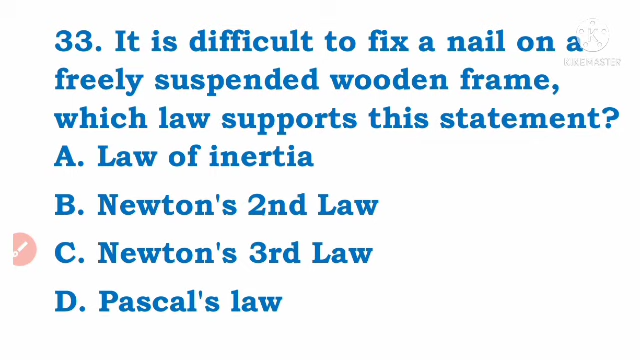 33. It is difficult to fix a nail on a
freely suspended wooden frame,
which law supports this statement?
A. Law of inertia
B. Newton's 2nd Law
C. Newton's 3rd Law
D. Pascal's law
K
KINEMASTER